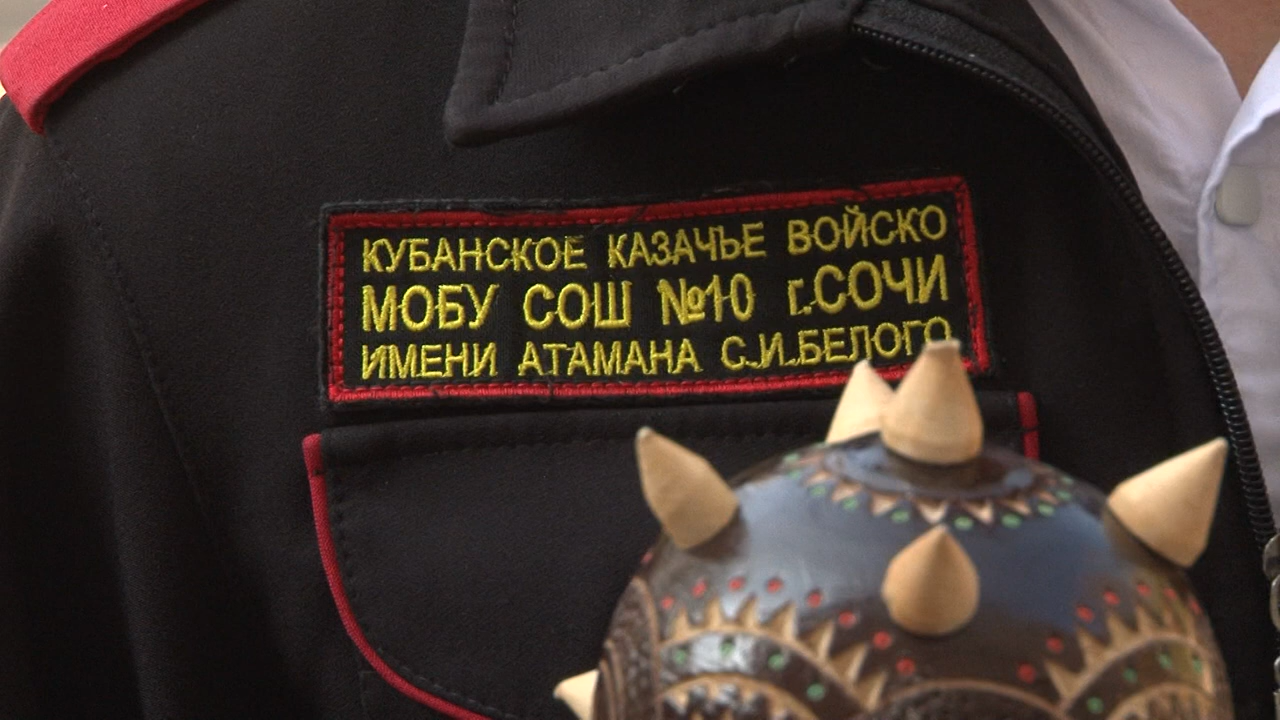 КУБАНСКОЕ КАЗАЧЬЕ ВОЙСКО
МОБУ СОШ №10 г.СОЧИ
ИМЕНИ АТАМАНА С.И.БЕЛОГО